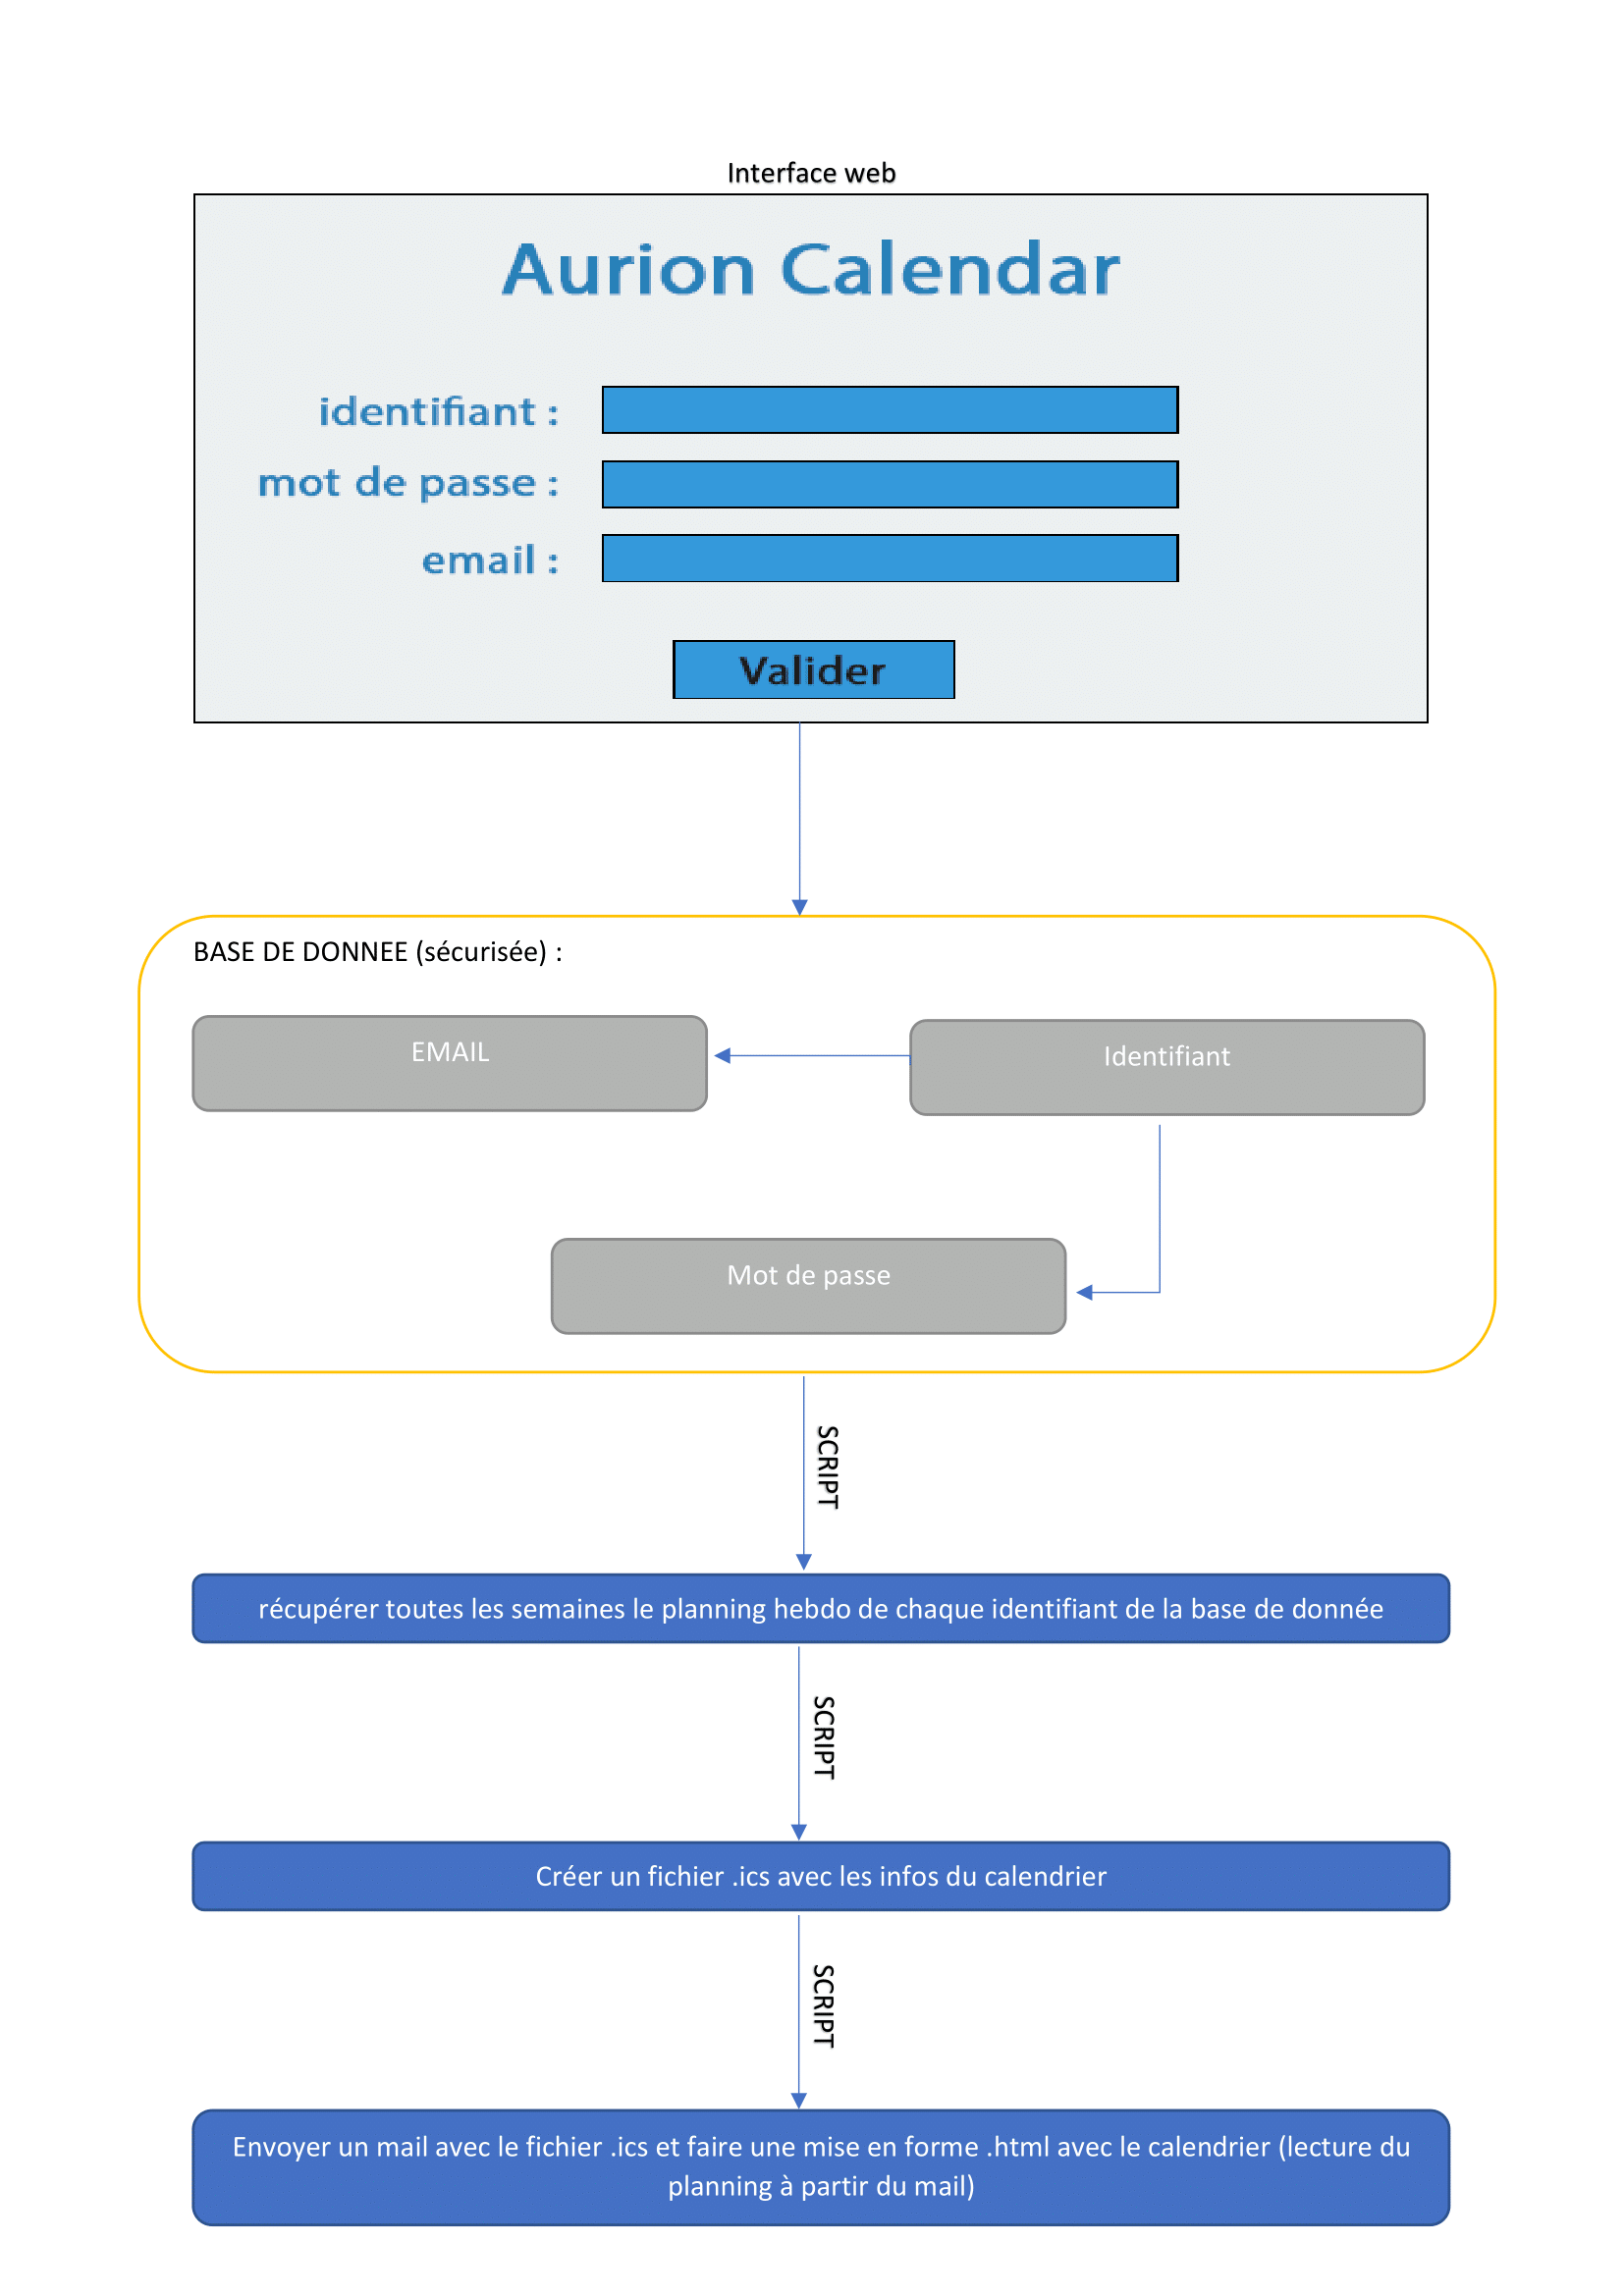 Interface web
Aurion Calendar
identifiant :
mot de passe :
email :
Valider
BASE DE DONNEE (sécurisée) :
EMAIL
Identifiant
Mot de passe
SCRIPT
récupérer toutes les semaines le planning hebdo de chaque identifiant de la base de donnée
SCRIPT
Créer un fichier .ics avec les infos du calendrier
SCRIPT
Envoyer un mail avec le fichier .ics et faire une mise en forme .html avec le calendrier (lecture du
planning à partir du mail)